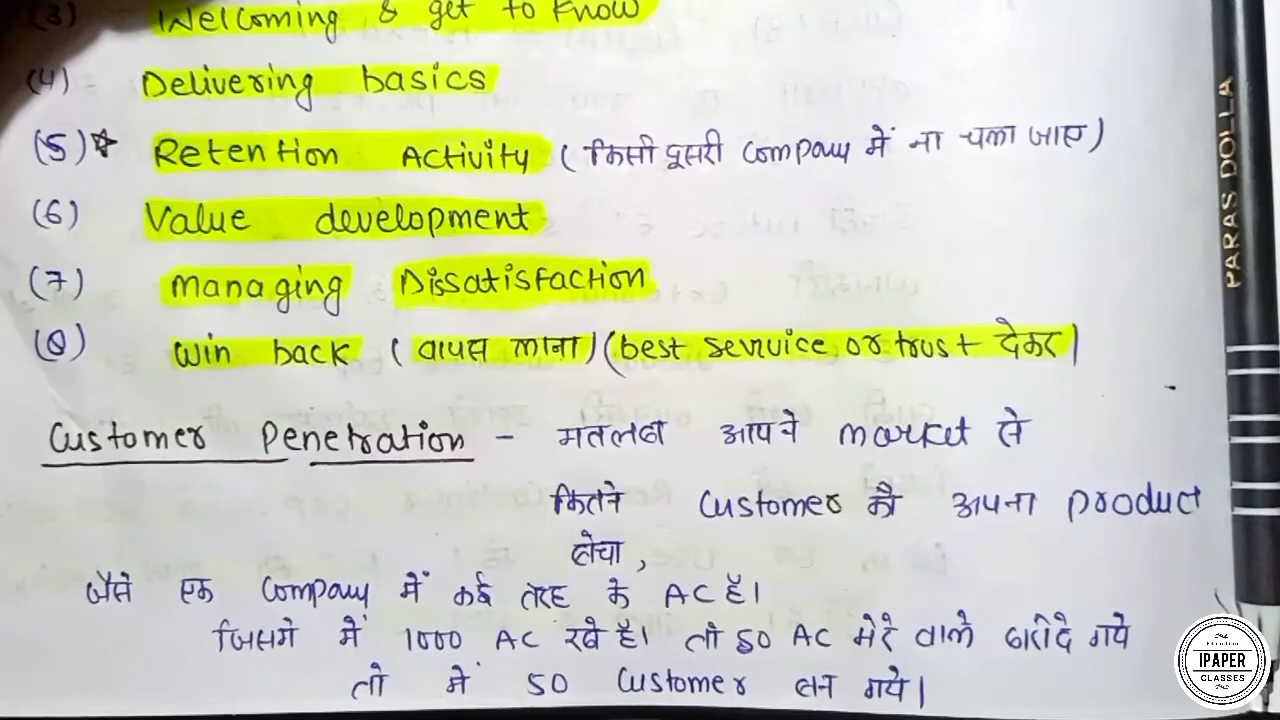 (3) Welcoming & get to know
(4) Delivering basics
(5) Retention Activity (किसी दूसरी company में ना चला जाए)
(6) Value development
(7) Managing Dissatisfaction
(8) Win back (वापस लाना) (best service or trust देकर)
Customer Penetration - मतलब आपने market से
कितने customer को अपना product
बेचा,
जैसे एक company में कई तरह के AC है।
जिसमे में 1000 AC रखे है। तो 50 AC मेरे वाले खरीदे गये
तो में 50 customer बन गये।
PARAS DOLLA
IPAPER
CLASSES